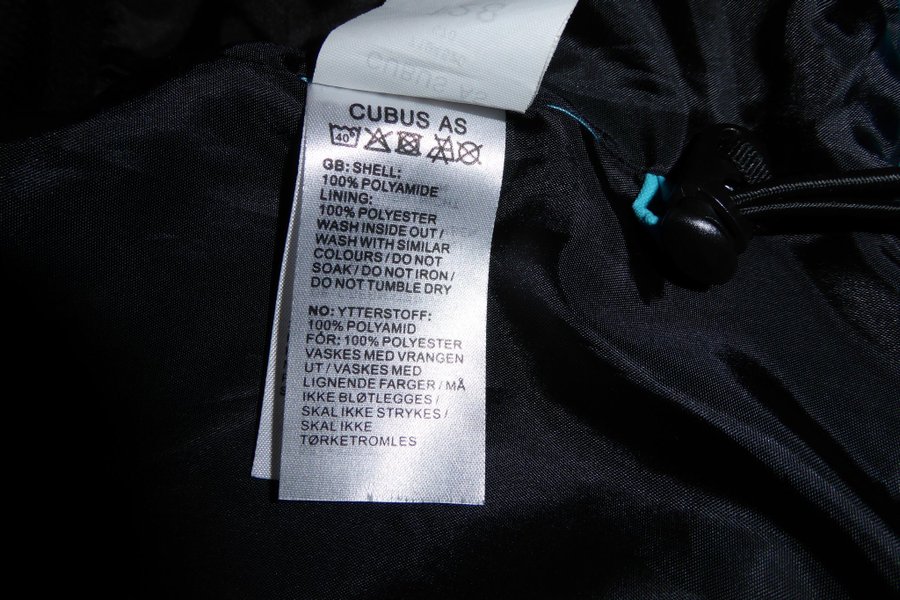 CUBUS AS
40°
GB: SHELL:
100% POLYAMIDE
LINING:
100% POLYESTER
WASH INSIDE OUT /
WASH WITH SIMILAR
COLOURS / DO NOT
SOAK / DO NOT IRON /
DO NOT TUMBLE DRY
NO: YTTERSTOFF:
100% POLYAMID
FÓR: 100% POLYESTER
VASKES MED VRANGEN
UT / VASKES MED
LIGNENDE FARGER / MÅ
IKKE BLØTLEGGES /
SKAL IKKE STRYKES /
SKAL IKKE
TØRKETROMLES